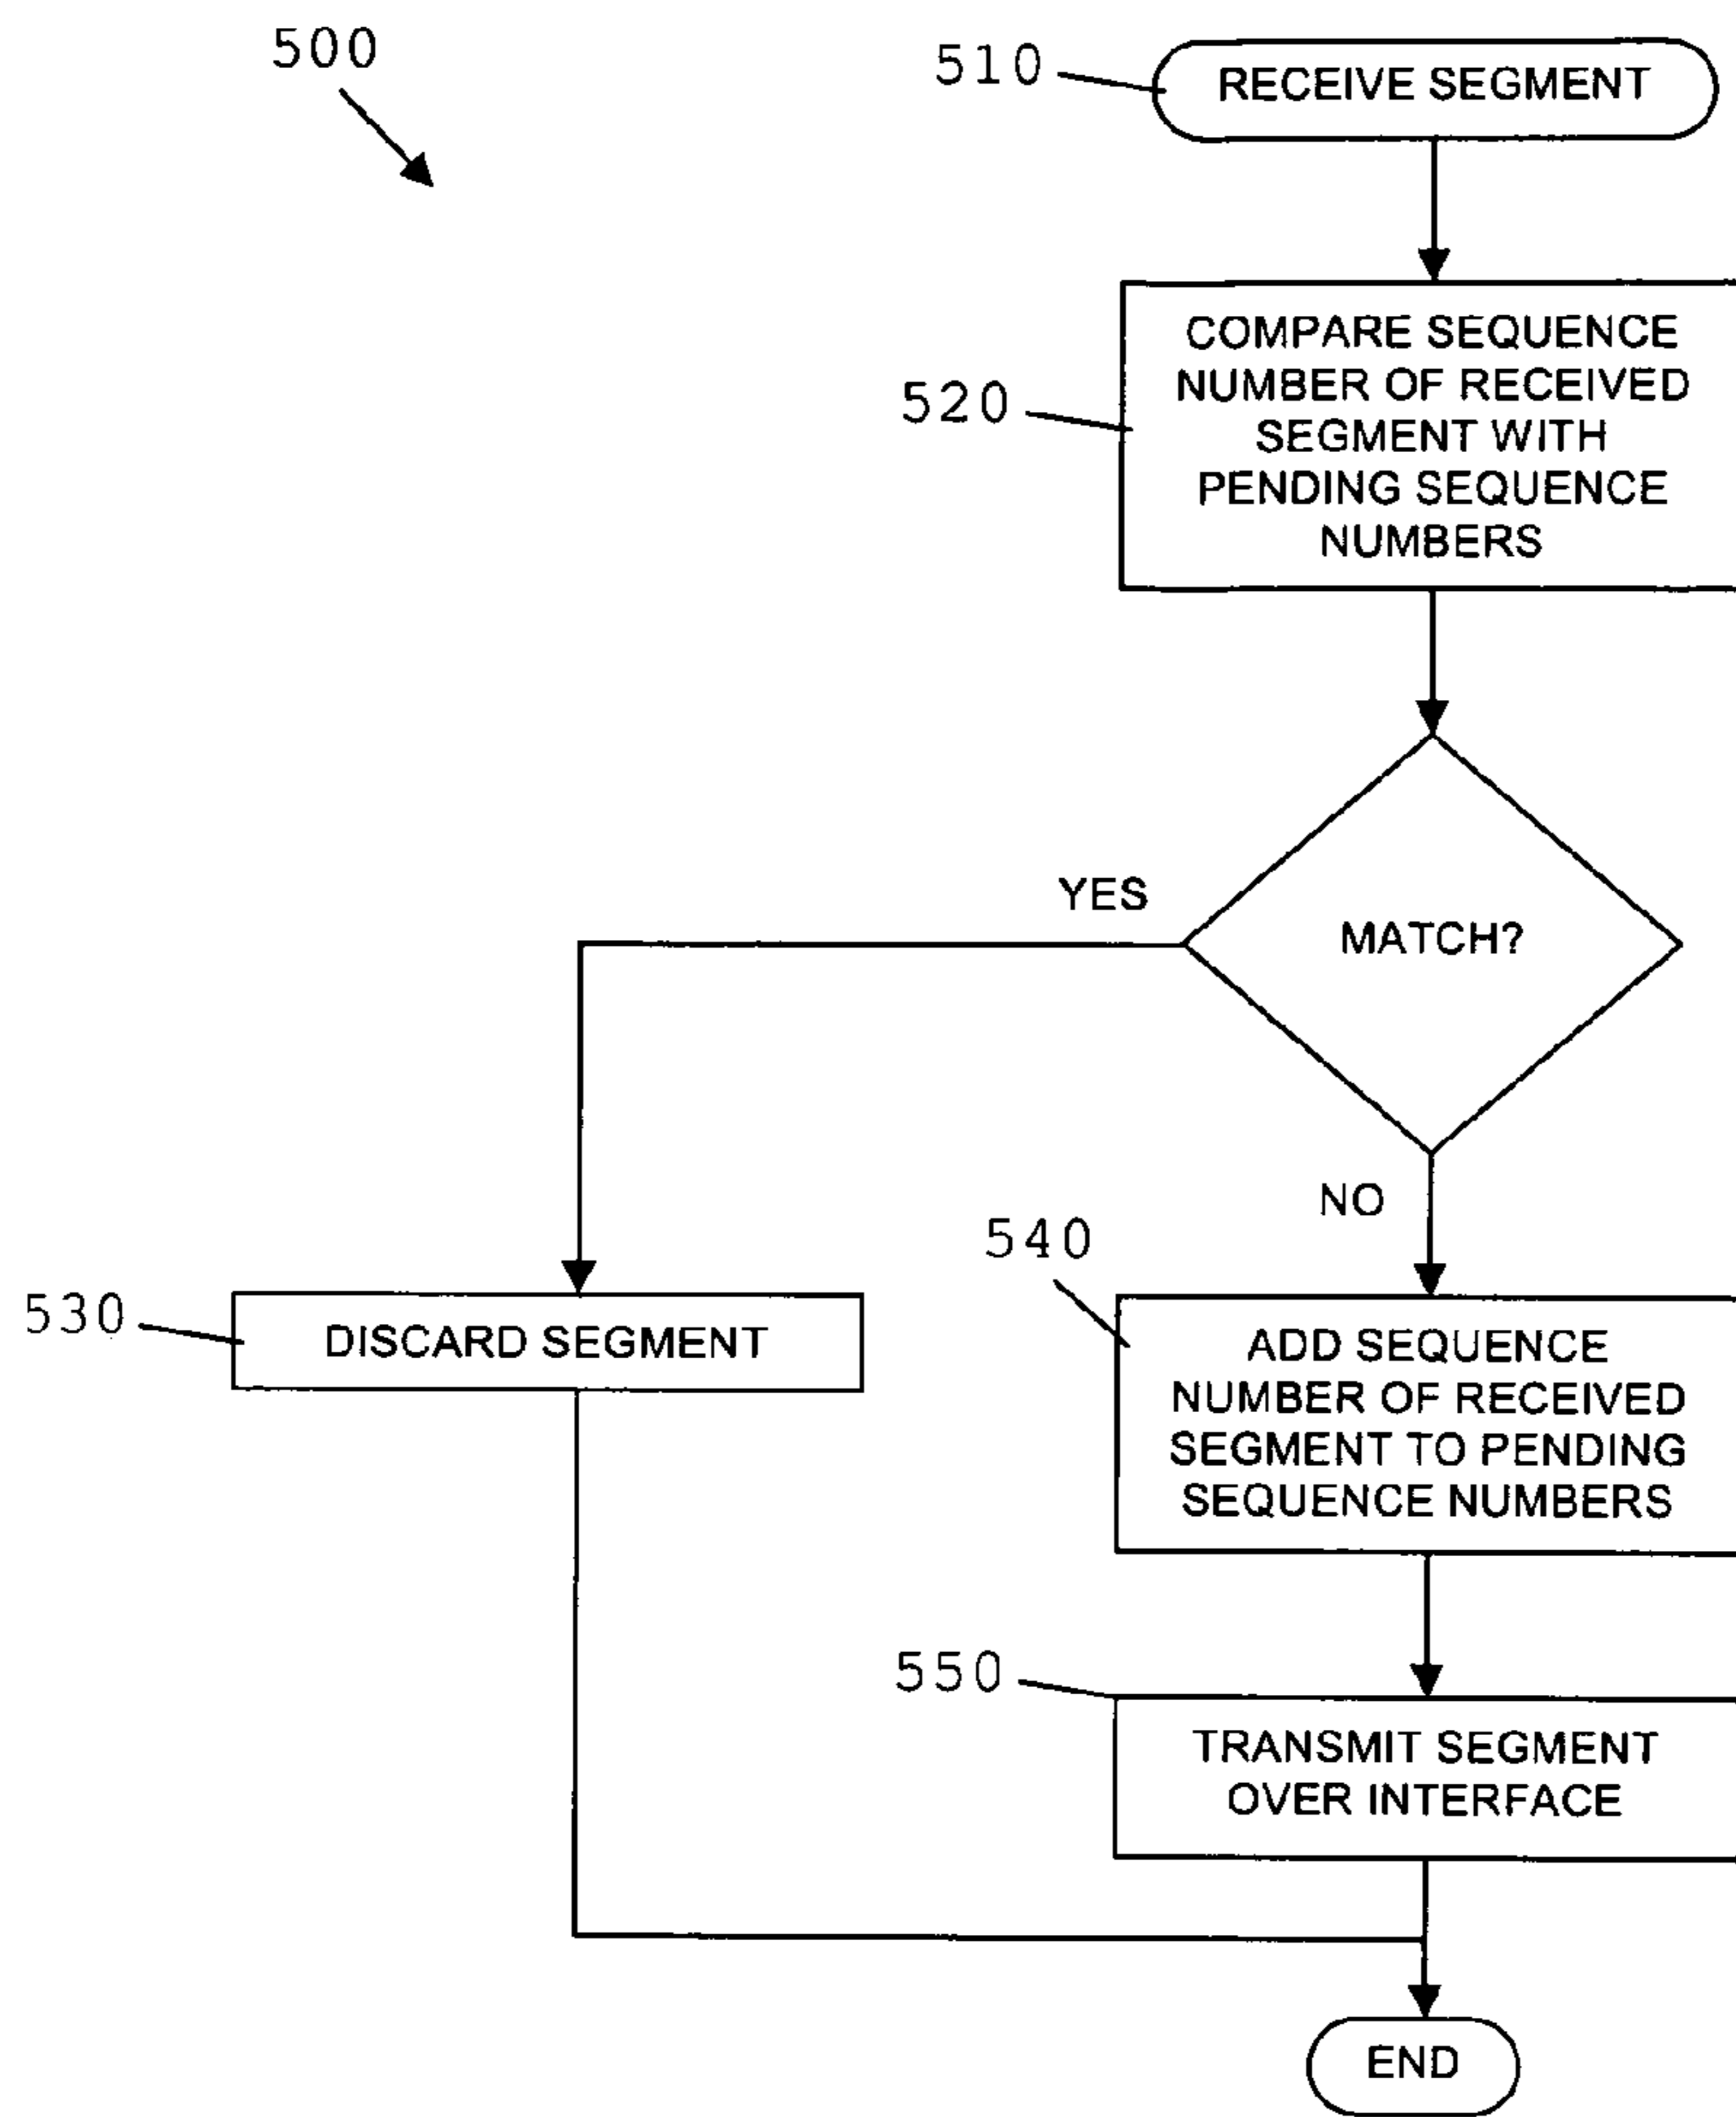 500
510
RECEIVE SEGMENT
520
COMPARE SEQUENCE
NUMBER OF RECEIVED
SEGMENT WITH
PENDING SEQUENCE
NUMBERS
YES
MATCH?
NO
530
DISCARD SEGMENT
540
ADD SEQUENCE
NUMBER OF RECEIVED
SEGMENT TO PENDING
SEQUENCE NUMBERS
550
TRANSMIT SEGMENT
OVER INTERFACE
END